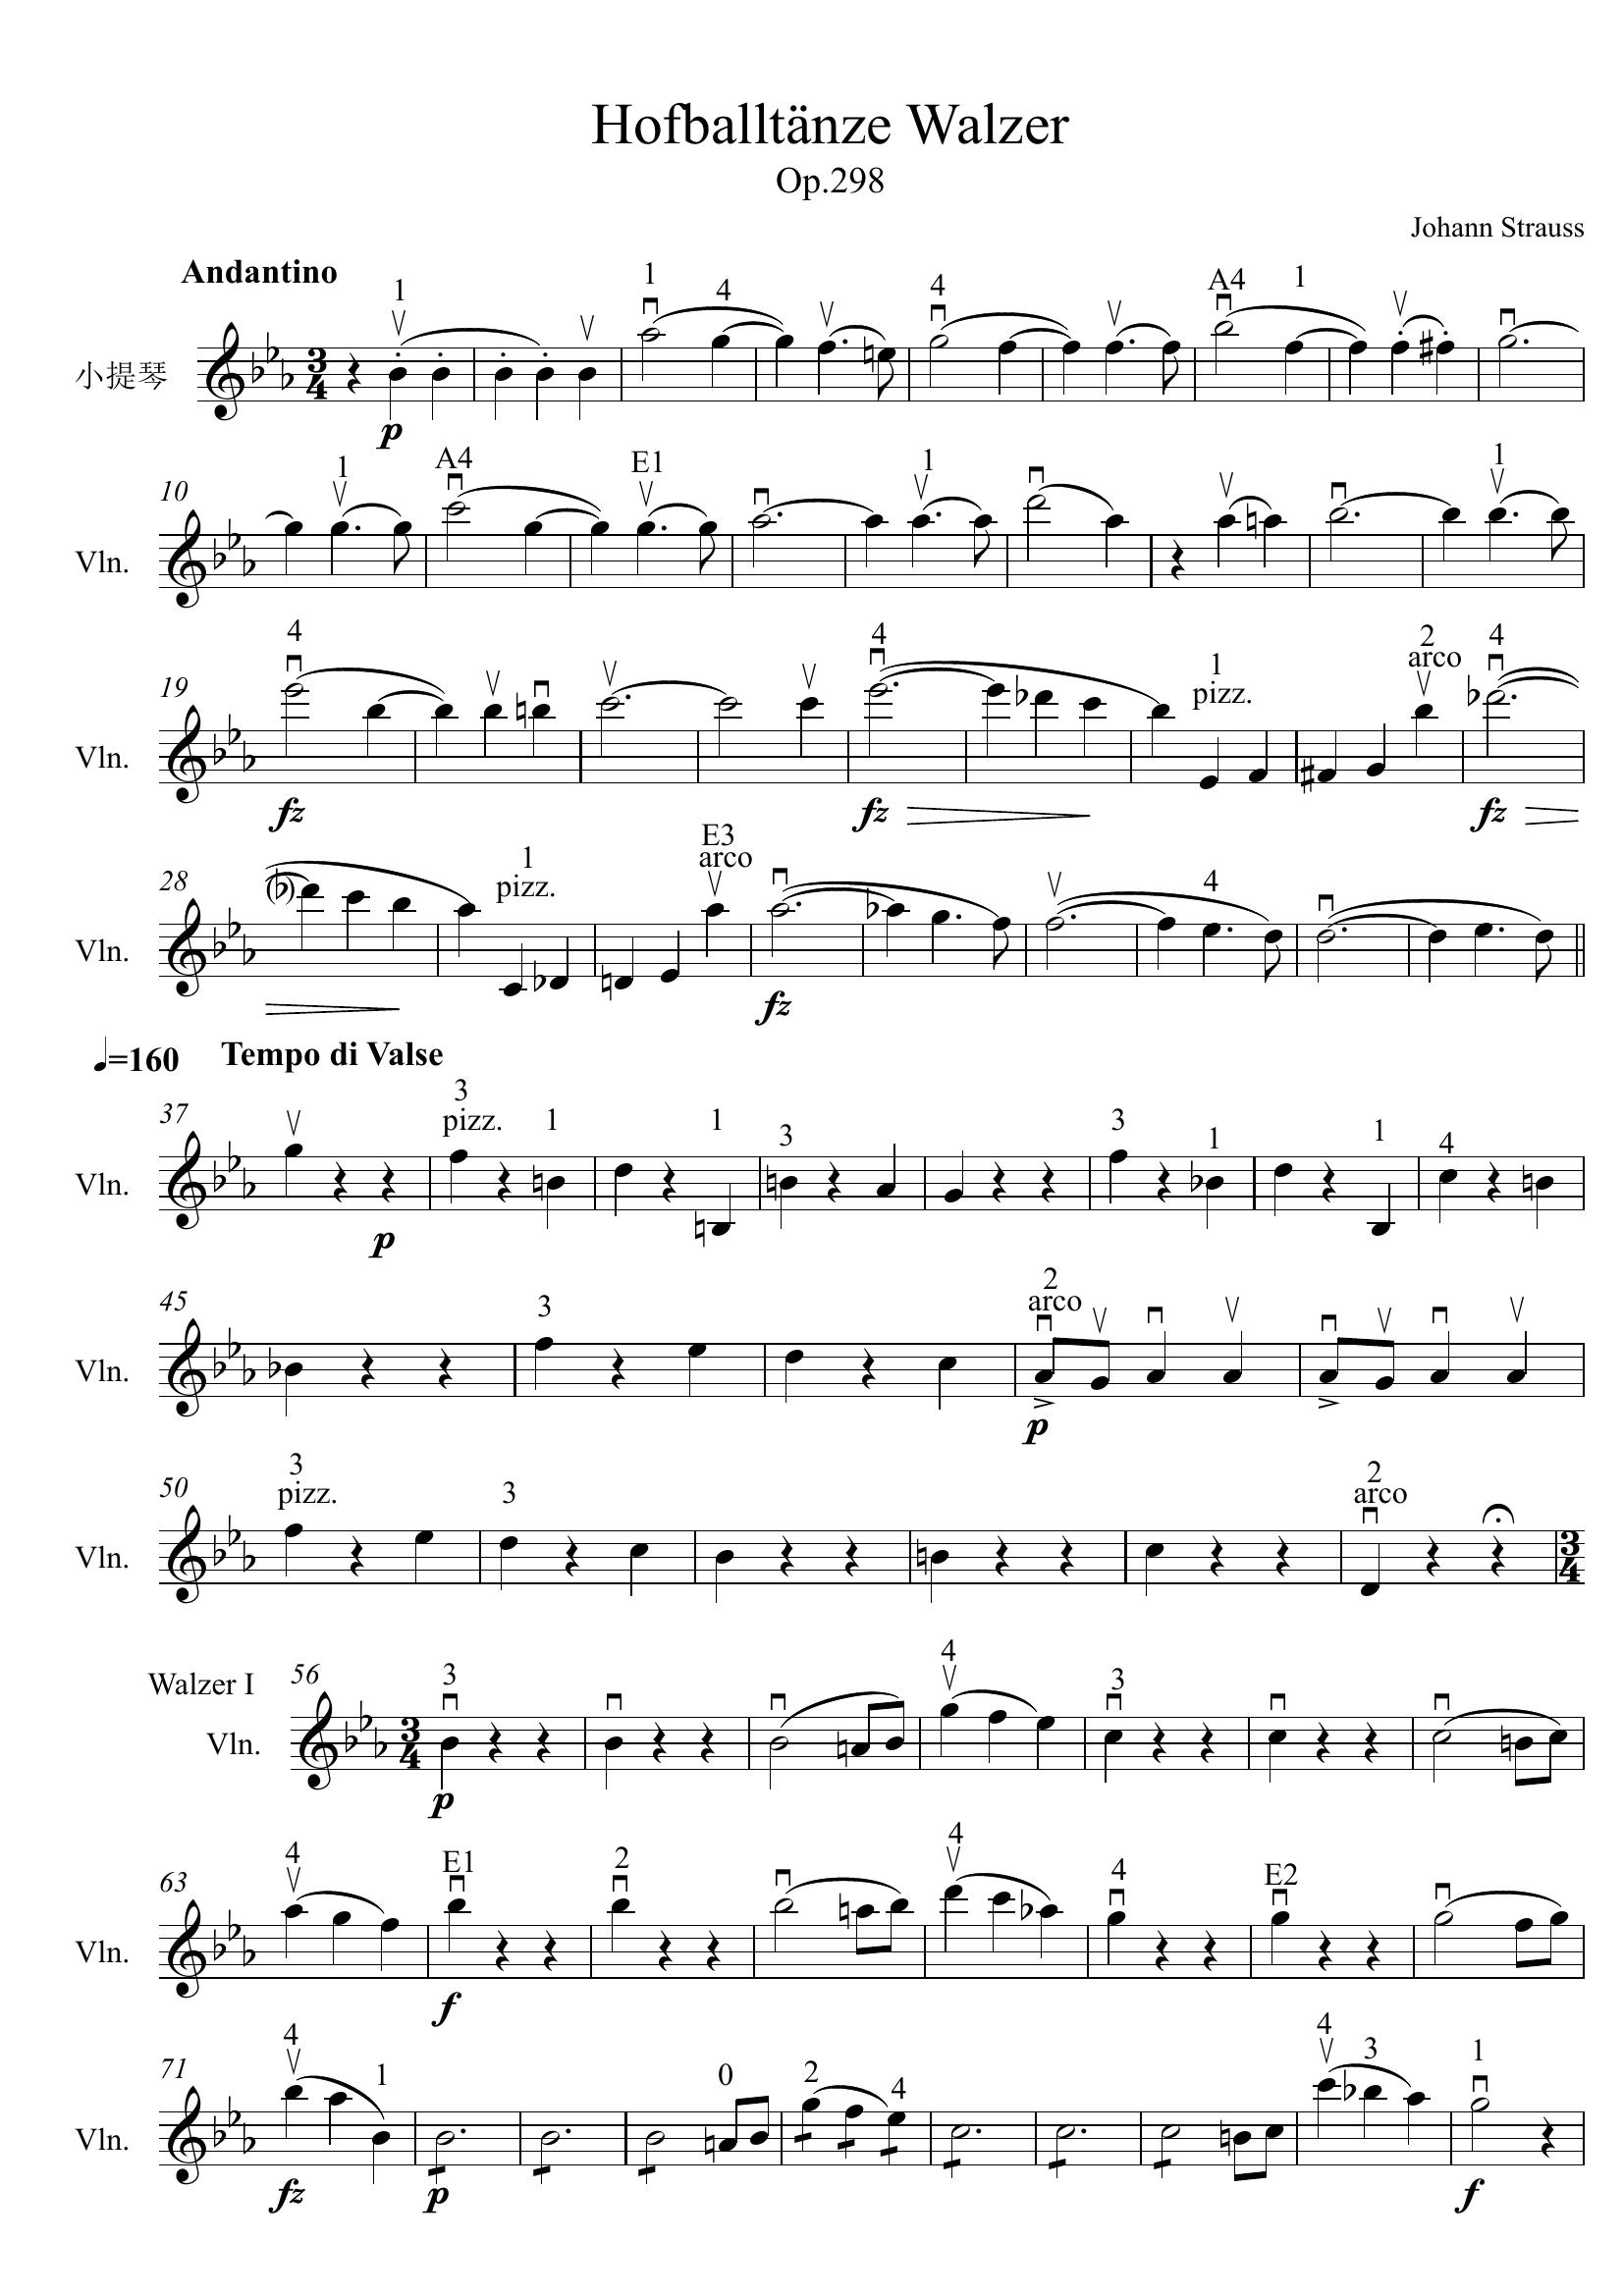 Hofballtänze Walzer
Op.298
Johann Strauss
Andantino
1 1 4 4 A4 1
小提琴
3 4
p
10
1 A4 E1 1 1
Vln.
19
4 4 1 pizz. 2 arco 4
Vln.
fz fz fz
28
1 pizz. E3 arco 4
Vln.
fz
=160 Tempo di Valse
37
3 pizz. 1 1 3 3 1 1 4
Vln.
p
45
3 2 arco
Vln.
p
50
3 pizz. 3 2 arco
Vln.
3 4
Walzer I
56
3 4 3
Vln.
3 4
p
63
4 E1 2 4 4 E2
Vln.
f
71
4 1 0 2 4 4 3 1
Vln.
fz p f